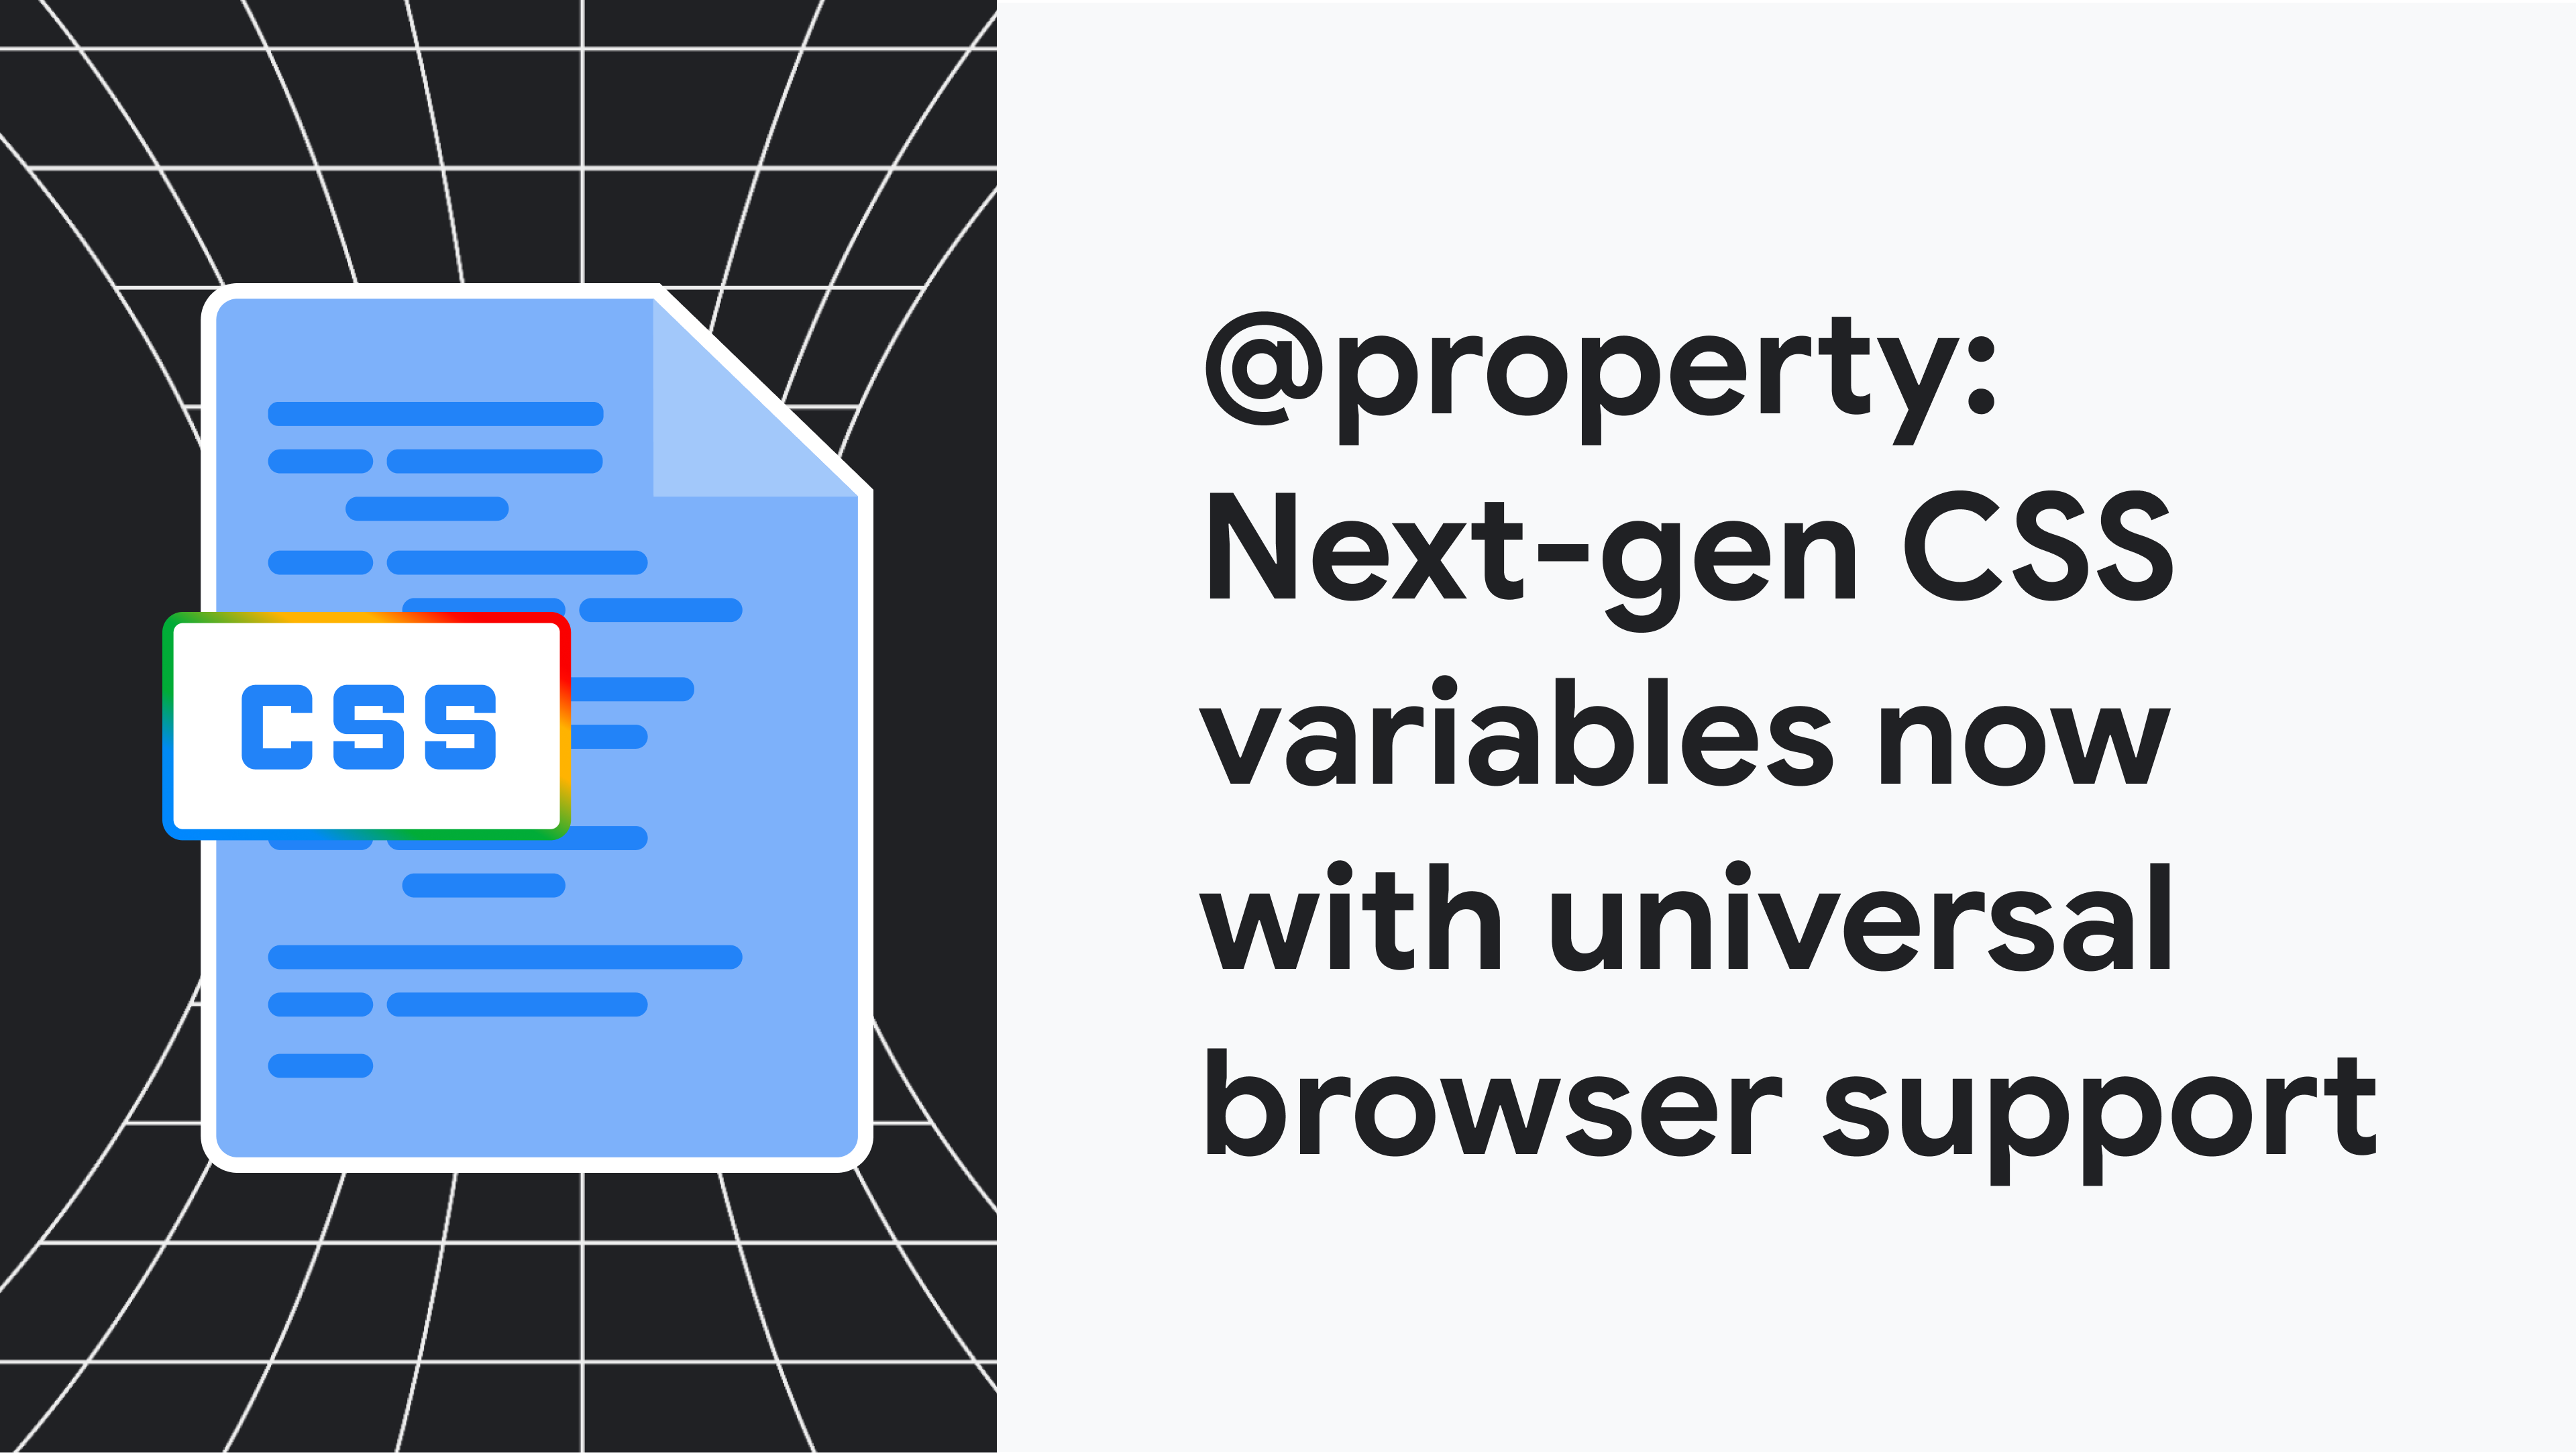 CSS
@property:
Next-gen CSS
variables now
with universal
browser support